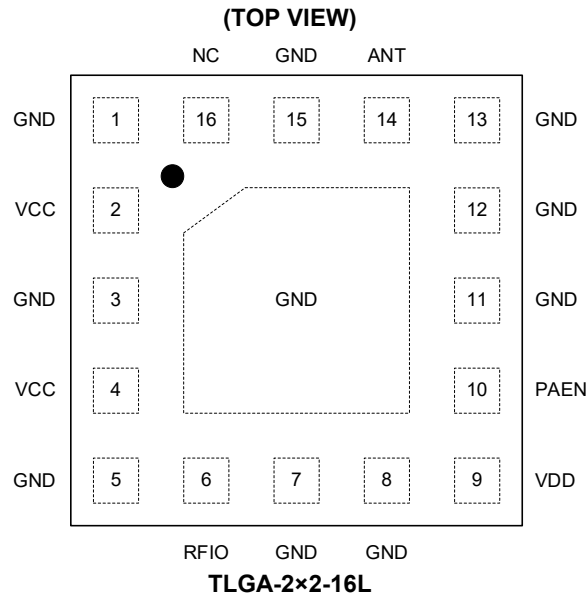 (TOP VIEW)
NC GND ANT
GND 1 16 15 14 13 GND
VCC 2 12 GND
GND 3 GND 11 GND
VCC 4 10 PAEN
GND 5 6 7 8 9 VDD
RFIO GND GND
TLGA-2×2-16L